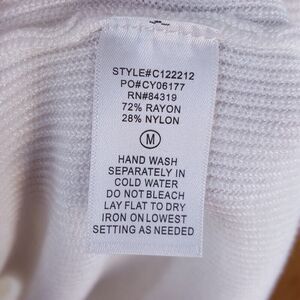 STYLE#C122212
PO#CY06177
RN#84319
72% RAYON
28% NYLON
M
HAND WASH
SEPARATELY IN
COLD WATER
DO NOT BLEACH
LAY FLAT TO DRY
IRON ON LOWEST
SETTING AS NEEDED